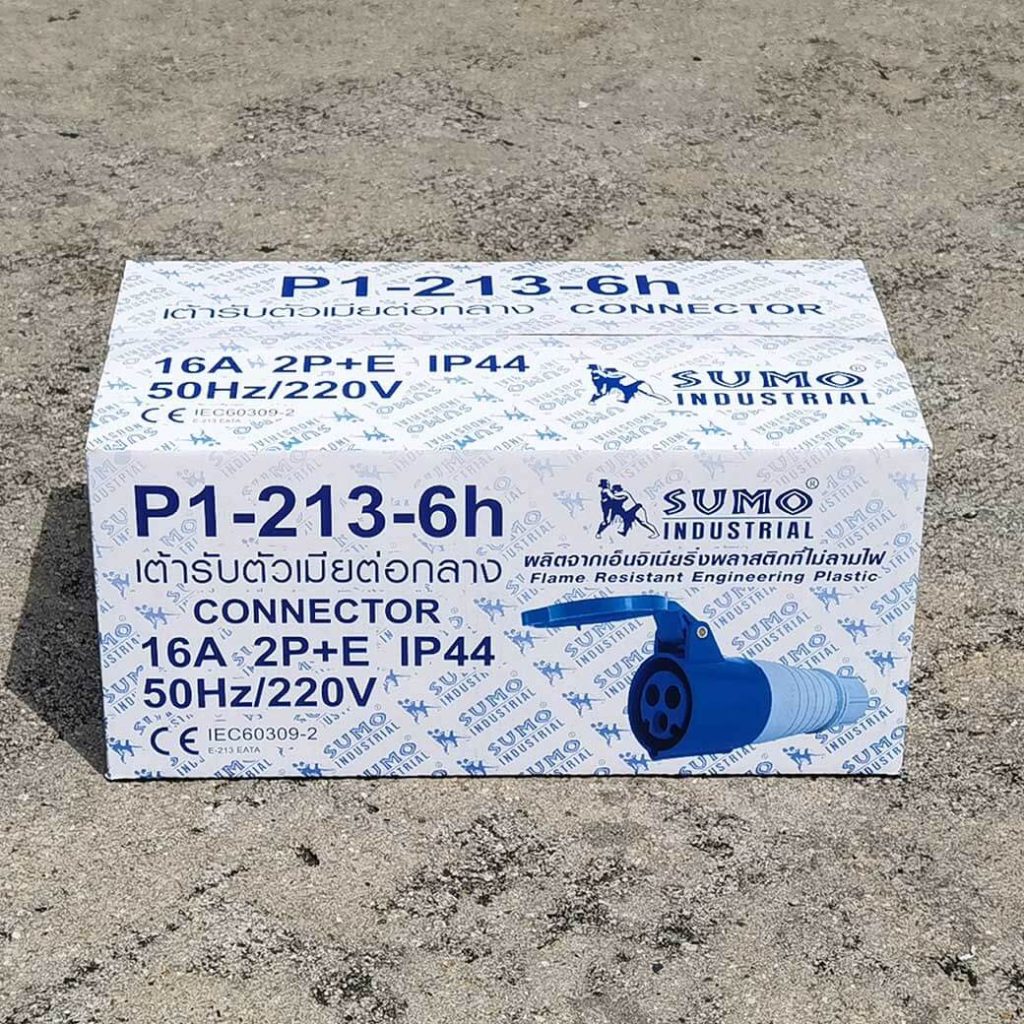 P1-213-6h
เต้ารับตัวเมียต่อกลาง CONNECTOR
16A 2P+E IP44
50Hz/220V
CE IEC60309-2
E-213 EATA
SUMO®
INDUSTRIAL
P1-213-6h
เต้ารับตัวเมียต่อกลาง
CONNECTOR
16A 2P+E IP44
50Hz/220V
CE IEC60309-2
E-213 EATA
SUMO®
INDUSTRIAL
ผลิตจากเอ็นจิเนียริ่งพลาสติกที่ไม่ลามไฟ
Flame Resistant Engineering Plastic